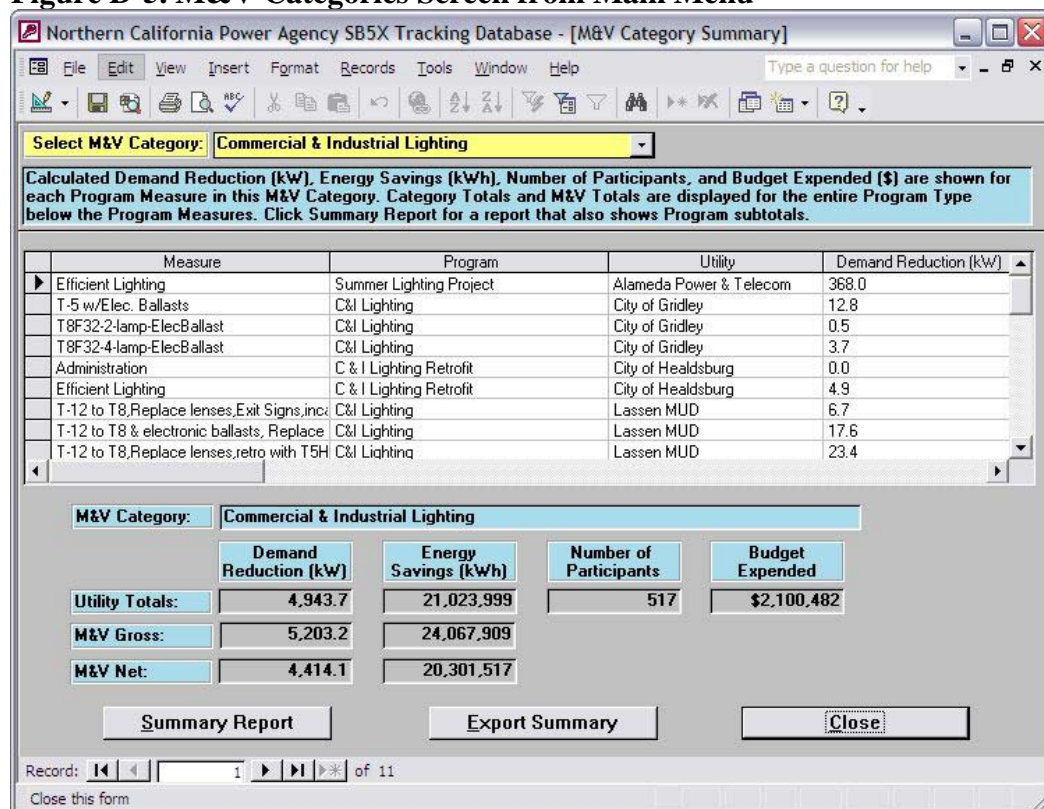 Figure D-5. M&V Categories Screen from Main Menu
Northern California Power Agency SB5X Tracking Database - [M&V Category Summary]
File Edit View Insert Format Records Tools Window Help Type a question for help
Select M&V Category: Commercial & Industrial Lighting
Calculated Demand Reduction (kW), Energy Savings (kWh), Number of Participants, and Budget Expended ($) are shown for
each Program Measure in this M&V Category. Category Totals and M&V Totals are displayed for the entire Program Type
below the Program Measures. Click Summary Report for a report that also shows Program subtotals.
Measure Program Utility Demand Reduction (kW)
Efficient Lighting Summer Lighting Project Alameda Power & Telecom 368.0
T-5 w/Elec. Ballasts C&I Lighting City of Gridley 12.8
T8F32-2-lamp-ElecBallast C&I Lighting City of Gridley 0.5
T8F32-4-lamp-ElecBallast C&I Lighting City of Gridley 3.7
Administration C & I Lighting Retrofit City of Healdsburg 0.0
Efficient Lighting C & I Lighting Retrofit City of Healdsburg 4.9
T-12 to T8,Replace lenses,Exit Signs,inca C&I Lighting Lassen MUD 6.7
T-12 to T8 & electronic ballasts, Replace C&I Lighting Lassen MUD 17.6
T-12 to T8,Replace lenses,retro with T5H C&I Lighting Lassen MUD 23.4
M&V Category: Commercial & Industrial Lighting
Demand Reduction (kW) Energy Savings (kWh) Number of Participants Budget Expended
Utility Totals: 4,943.7 21,023,999 517 $2,100,482
M&V Gross: 5,203.2 24,067,909
M&V Net: 4,414.1 20,301,517
Summary Report Export Summary Close
Record: 1 of 11
Close this form